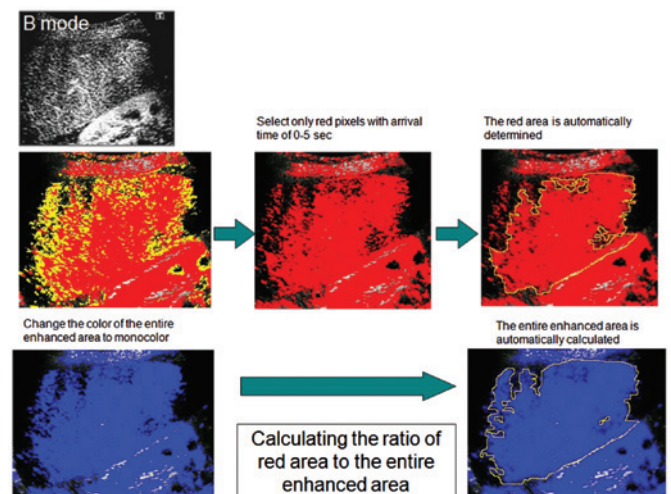 B mode
Select only red pixels with arrival
time of 0-5 sec
The red area is automatically
determined
Change the color of the entire
enhanced area to monocolor
The entire enhanced area is
automatically calculated
Calculating the ratio of
red area to the entire
enhanced area